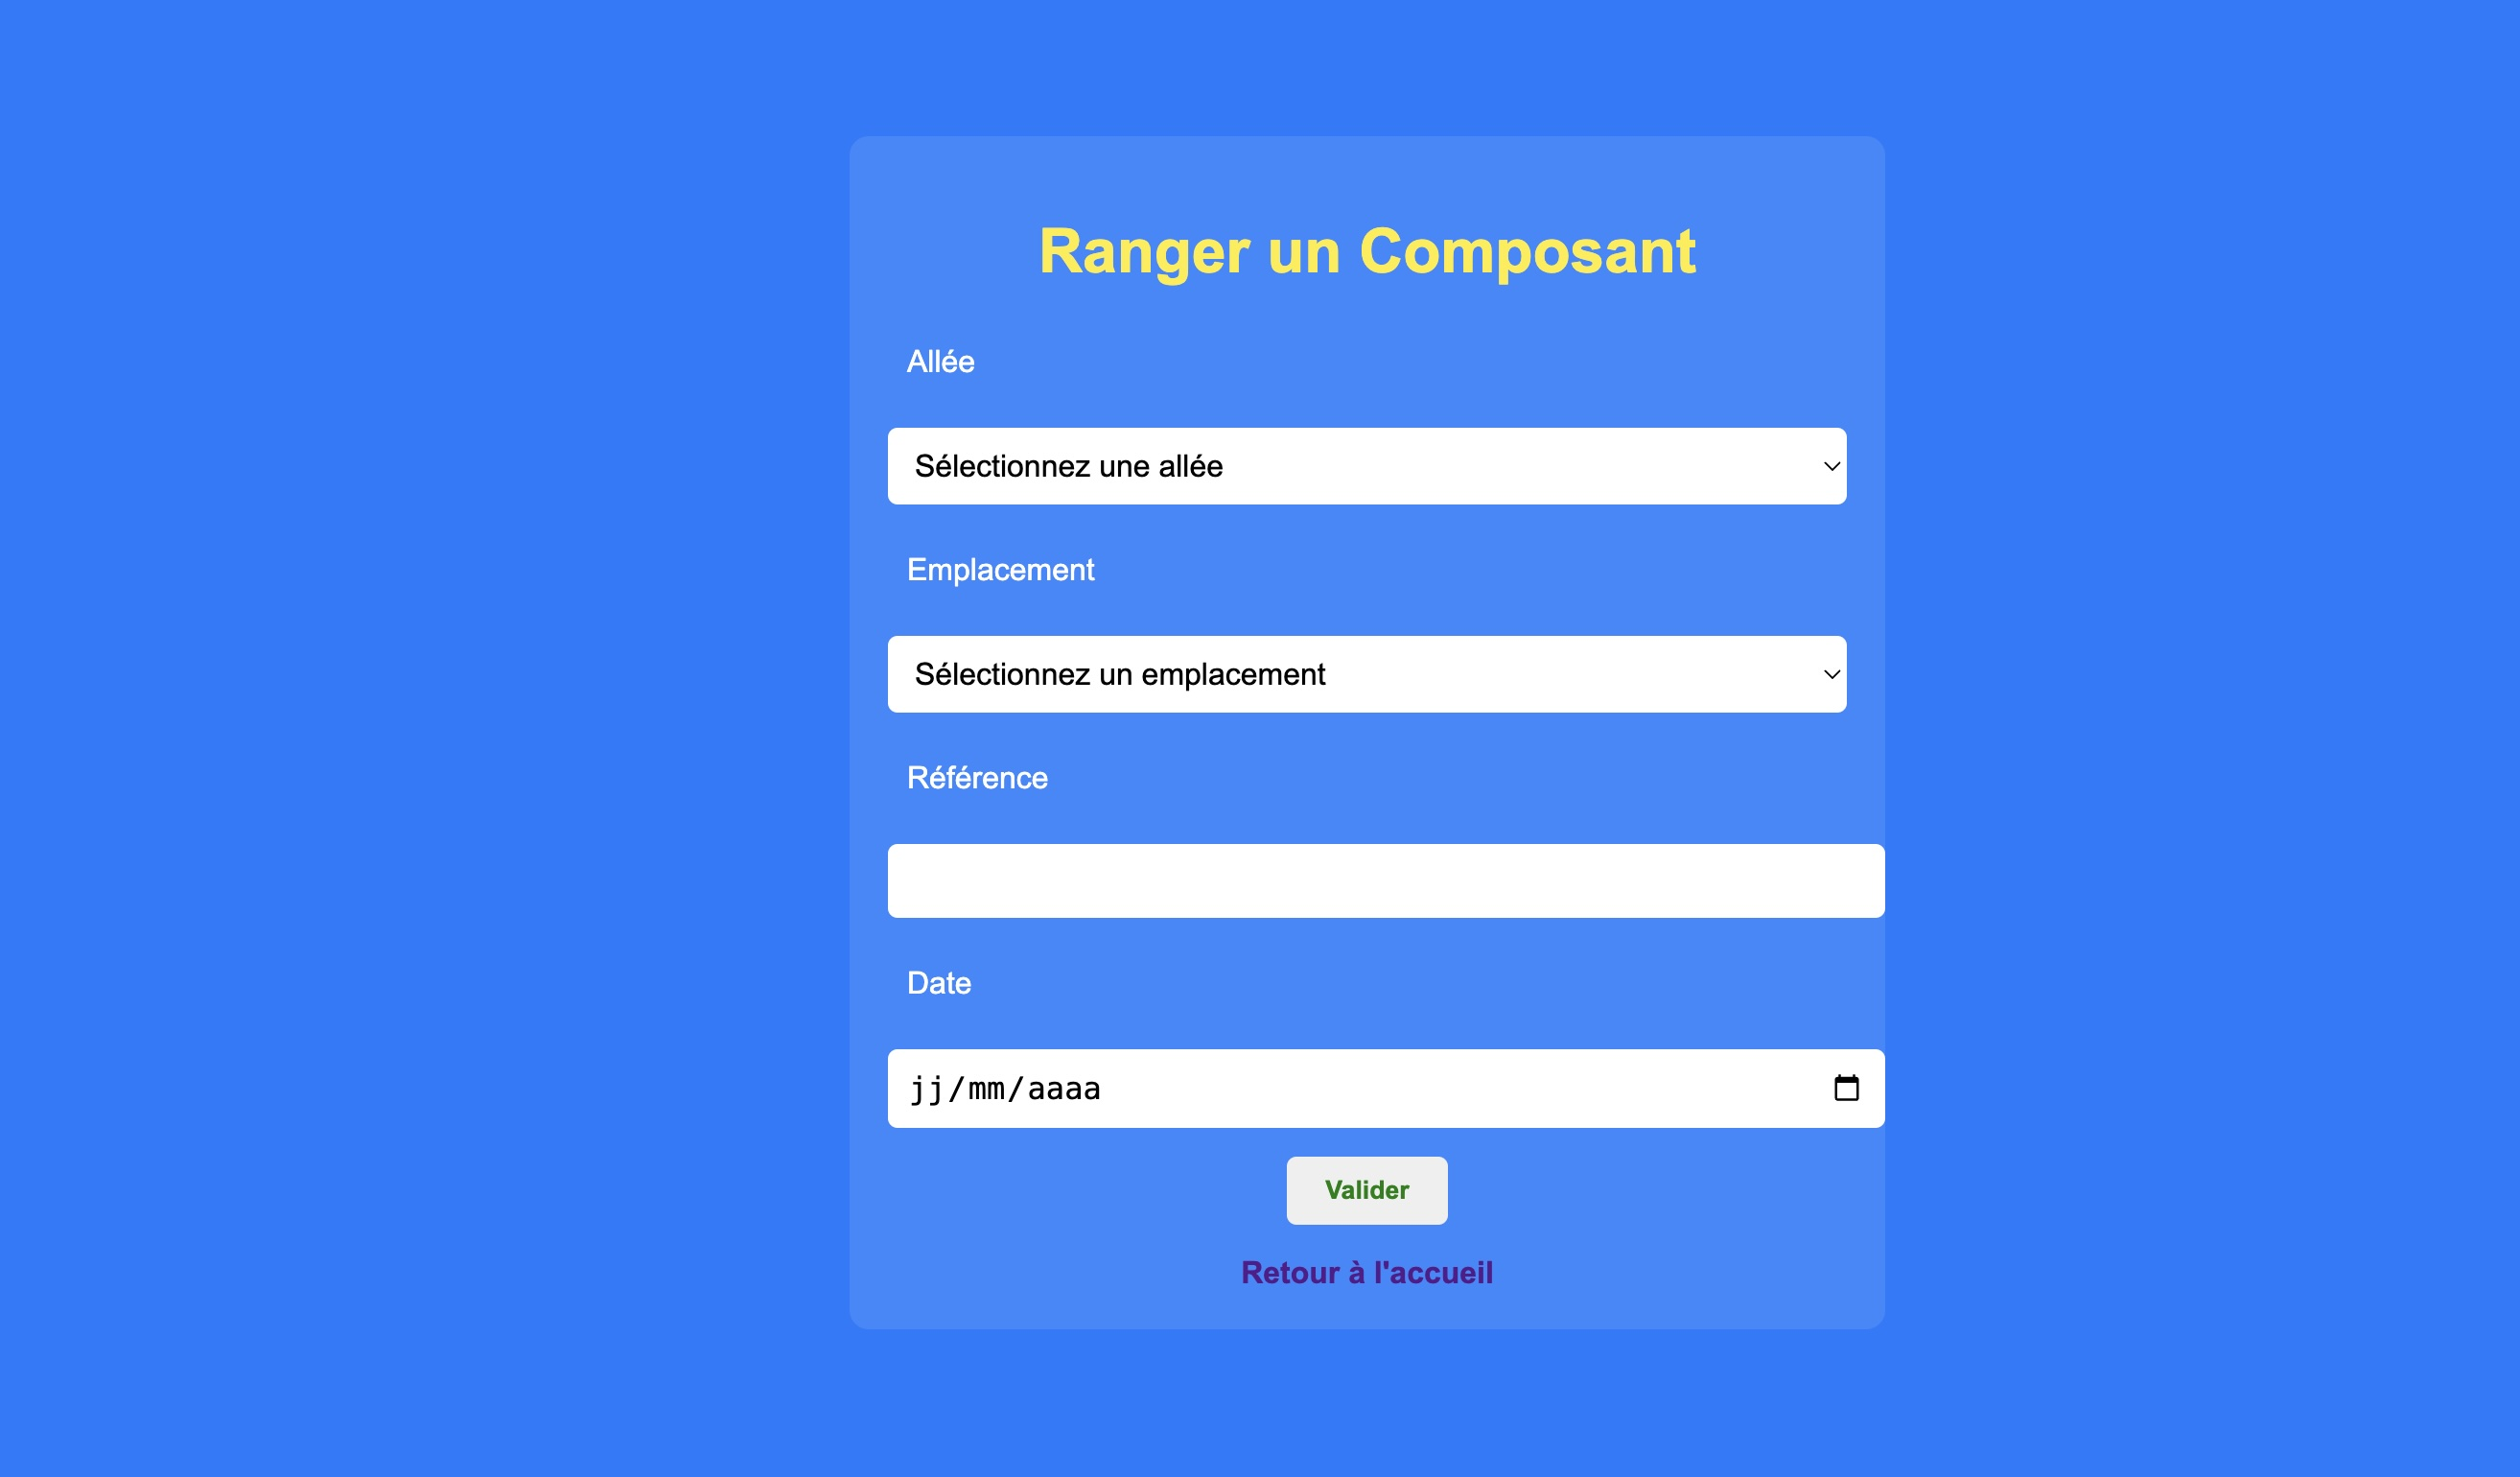 Ranger un Composant
Allée
Sélectionnez une allée
Emplacement
Sélectionnez un emplacement
Référence
Date
jj/mm/aaaa
Valider
Retour à l'accueil